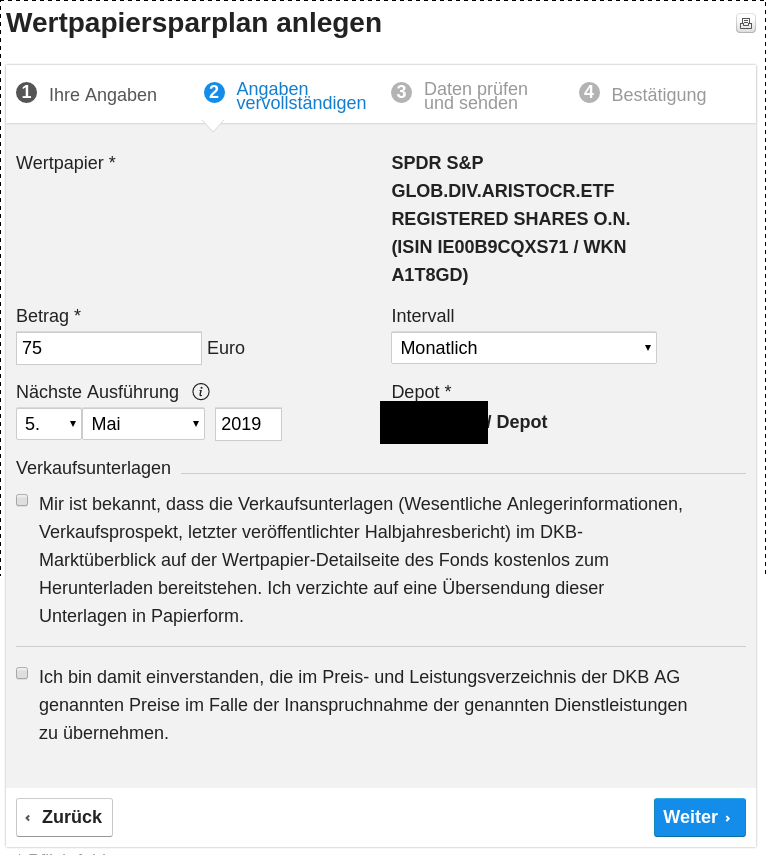 Wertpapiersparplan anlegen
1 Ihre Angaben
2 Angaben
vervollständigen
3 Daten prüfen
und senden
4 Bestätigung
Wertpapier *
SPDR S&P
GLOB.DIV.ARISTOCR.ETF
REGISTERED SHARES O.N.
(ISIN IE00B9CQXS71 / WKN
A1T8GD)
Betrag *
Intervall
75 Euro
Monatlich
Nächste Ausführung i
Depot *
5. Mai 2019
/ Depot
Verkaufsunterlagen
Mir ist bekannt, dass die Verkaufsunterlagen (Wesentliche Anlegerinformationen,
Verkaufsprospekt, letzter veröffentlichter Halbjahresbericht) im DKB-
Marktüberblick auf der Wertpapier-Detailseite des Fonds kostenlos zum
Herunterladen bereitstehen. Ich verzichte auf eine Übersendung dieser
Unterlagen in Papierform.
Ich bin damit einverstanden, die im Preis- und Leistungsverzeichnis der DKB AG
genannten Preise im Falle der Inanspruchnahme der genannten Dienstleistungen
zu übernehmen.
‹ Zurück
Weiter ›